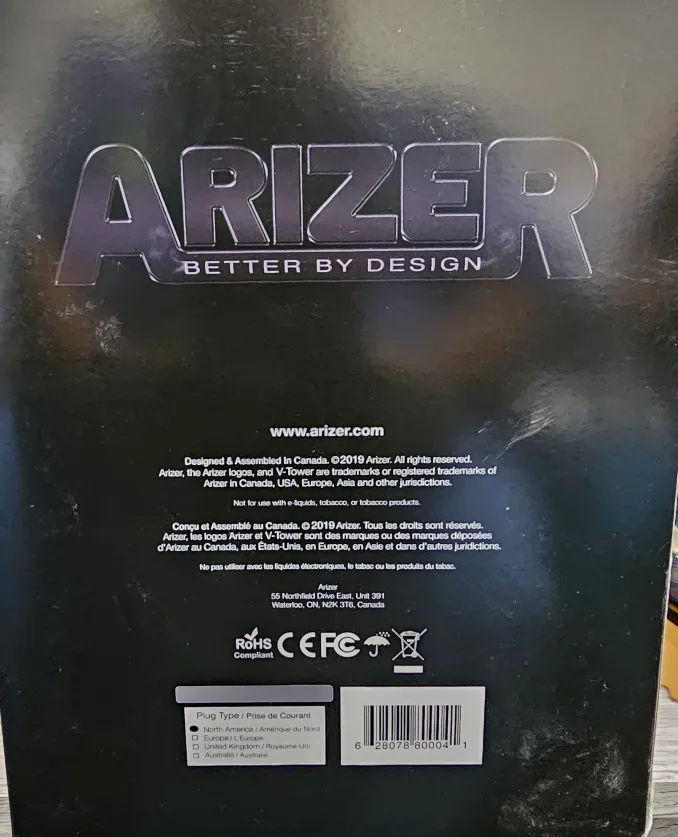 ARIZER
BETTER BY DESIGN
www.arizer.com
Designed & Assembled In Canada. ©2019 Arizer. All rights reserved.
Arizer, the Arizer logos, and V-Tower are trademarks or registered trademarks of
Arizer in Canada, USA, Europe, Asia and other jurisdictions.
Not for use with e-liquids, tobacco, or tobacco products.
Conçu et Assemblé au Canada. © 2019 Arizer. Tous les droits sont réservés.
Arizer, les logos Arizer et V-Tower sont des marques ou des marques déposées
d'Arizer au Canada, aux États-Unis, en Europe, en Asie et dans d'autres juridictions.
Ne pas utiliser avec les liquides électroniques, le tabac ou les produits du tabac.
Arizer
55 Northfield Drive East, Unit 391
Waterloo, ON, N2K 3T6, Canada
RoHS CE FC
Compliant
Plug Type / Prise de Courant
North America / Amérique du Nord
Europe / L'Europe
United Kingdom / Royaume-Uni
Australia / Australie
6 28078 80004 1